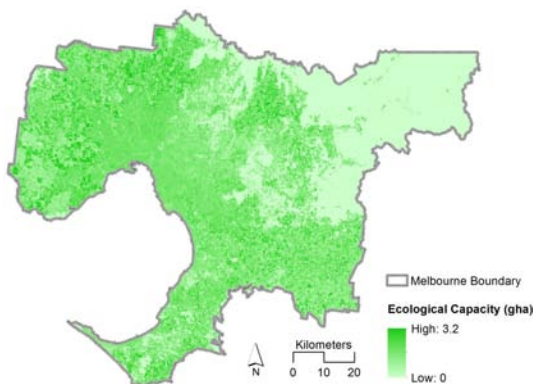 Melbourne Boundary
Ecological Capacity (gha)
High: 3.2
Low: 0
Kilometers
0 10 20
N